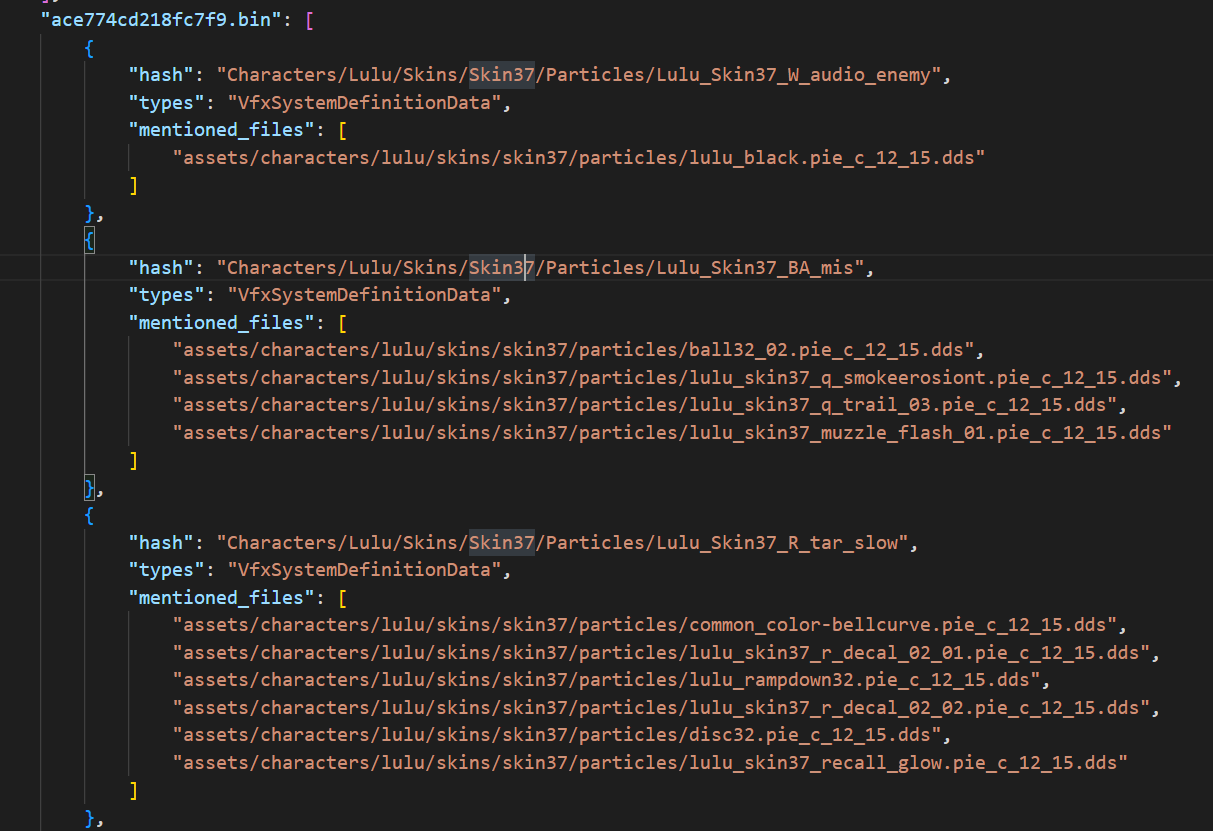 ],
"ace774cd218fc7f9.bin": [
{
"hash": "Characters/Lulu/Skins/Skin37/Particles/Lulu_Skin37_W_audio_enemy",
"types": "VfxSystemDefinitionData",
"mentioned_files": [
"assets/characters/lulu/skins/skin37/particles/lulu_black.pie_c_12_15.dds"
]
},
{
"hash": "Characters/Lulu/Skins/Skin37/Particles/Lulu_Skin37_BA_mis",
"types": "VfxSystemDefinitionData",
"mentioned_files": [
"assets/characters/lulu/skins/skin37/particles/ball32_02.pie_c_12_15.dds",
"assets/characters/lulu/skins/skin37/particles/lulu_skin37_q_smokeerosiont.pie_c_12_15.dds",
"assets/characters/lulu/skins/skin37/particles/lulu_skin37_q_trail_03.pie_c_12_15.dds",
"assets/characters/lulu/skins/skin37/particles/lulu_skin37_muzzle_flash_01.pie_c_12_15.dds"
]
},
{
"hash": "Characters/Lulu/Skins/Skin37/Particles/Lulu_Skin37_R_tar_slow",
"types": "VfxSystemDefinitionData",
"mentioned_files": [
"assets/characters/lulu/skins/skin37/particles/common_color-bellcurve.pie_c_12_15.dds",
"assets/characters/lulu/skins/skin37/particles/lulu_skin37_r_decal_02_01.pie_c_12_15.dds",
"assets/characters/lulu/skins/skin37/particles/lulu_rampdown32.pie_c_12_15.dds",
"assets/characters/lulu/skins/skin37/particles/lulu_skin37_r_decal_02_02.pie_c_12_15.dds",
"assets/characters/lulu/skins/skin37/particles/disc32.pie_c_12_15.dds",
"assets/characters/lulu/skins/skin37/particles/lulu_skin37_recall_glow.pie_c_12_15.dds"
]
},